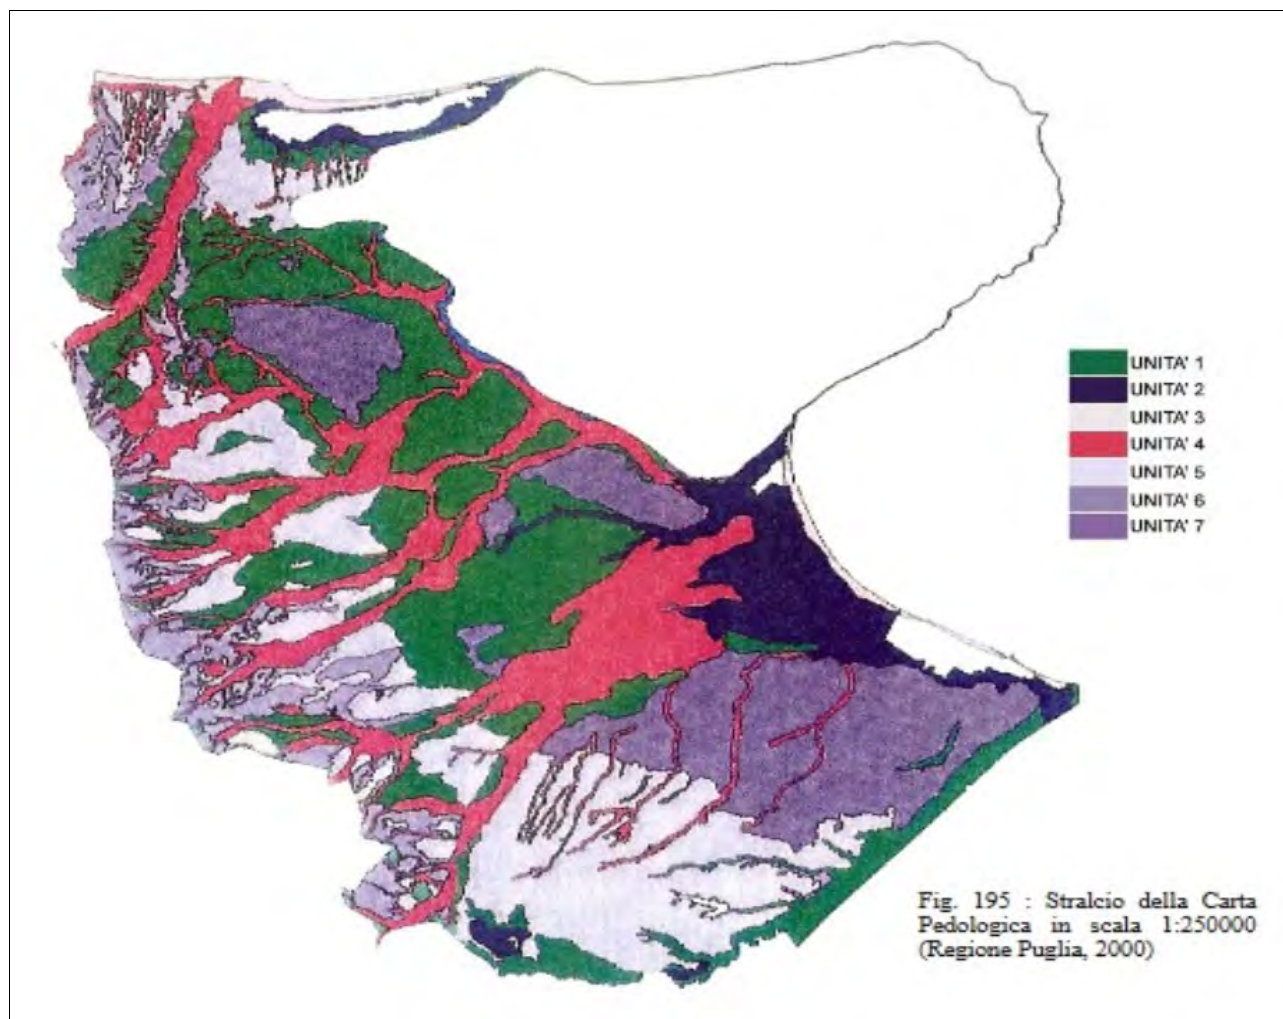 UNITA' 1
UNITA' 2
UNITA' 3
UNITA' 4
UNITA' 5
UNITA' 6
UNITA' 7
Fig. 195 : Stralcio della Carta
Pedologica in scala 1:250000
(Regione Puglia, 2000)